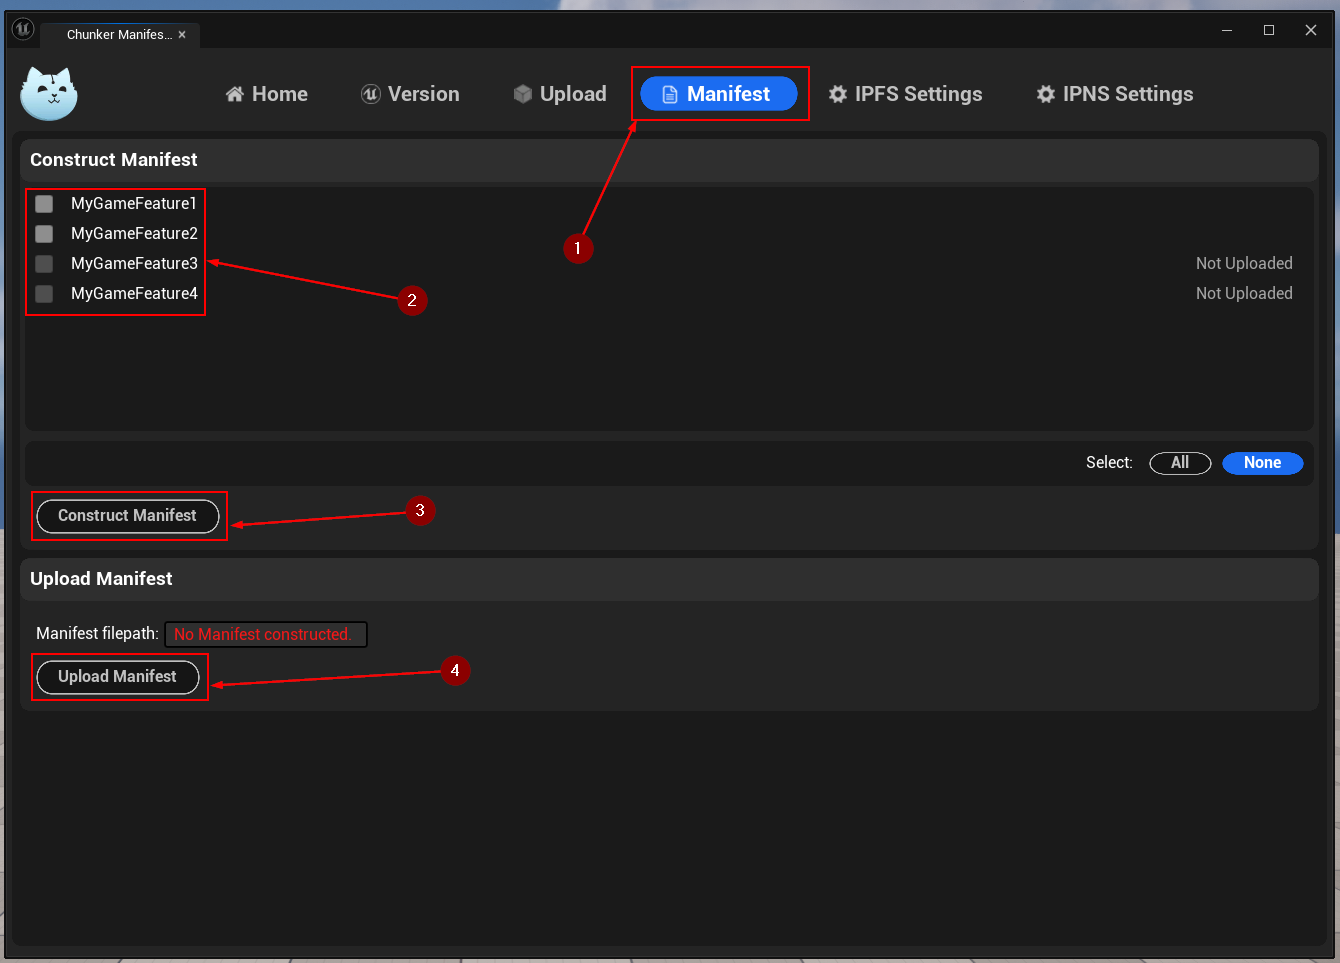 Chunker Manifes... ×
Home Version Upload Manifest IPFS Settings IPNS Settings
1
Construct Manifest
MyGameFeature1
MyGameFeature2
MyGameFeature3 Not Uploaded
MyGameFeature4 Not Uploaded
2
Select: All None
Construct Manifest
3
Upload Manifest
Manifest filepath: No Manifest constructed.
Upload Manifest
4